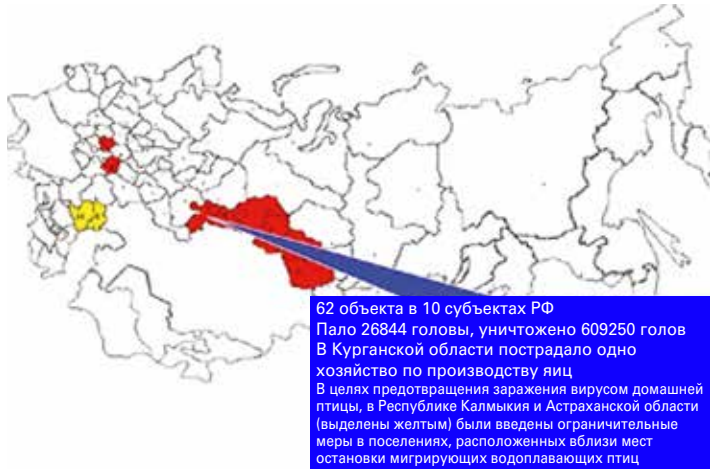 62 объекта в 10 субъектах РФ
Пало 26844 головы, уничтожено 609250 голов
В Курганской области пострадало одно
хозяйство по производству яиц
В целях предотвращения заражения вирусом домашней
птицы, в Республике Калмыкия и Астраханской области
(выделены желтым) были введены ограничительные
меры в поселениях, расположенных вблизи мест
остановки мигрирующих водоплавающих птиц